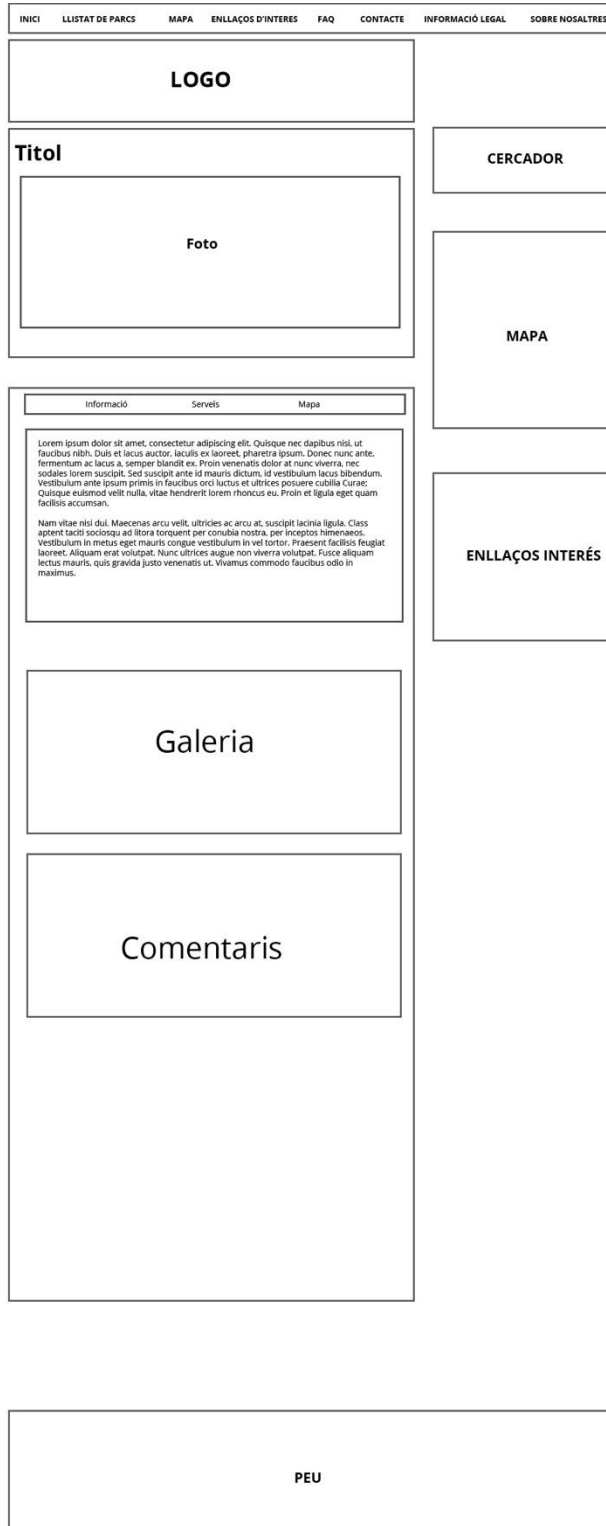 INICI LLISTAT DE PARCS MAPA ENLLAÇOS D'INTERES FAQ CONTACTE INFORMACIÓ LEGAL SOBRE NOSALTRES
LOGO
Titol
Foto
CERCADOR
MAPA
ENLLAÇOS INTERÉS
Informació Serveis Mapa
Lorem ipsum dolor sit amet, consectetur adipiscing elit. Quisque nec dapibus nisi, ut
faucibus nibh. Duis et lacus auctor, iaculis ex laoreet, pharetra ipsum. Donec nunc ante,
fermentum ac lacus a, semper blandit ex. Proin venenatis dolor at nunc viverra, nec
sodales lorem suscipit. Sed suscipit ante id mauris dictum, id vestibulum lacus bibendum.
Vestibulum ante ipsum primis in faucibus orci luctus et ultrices posuere cubilia Curae;
Quisque euismod velit nulla, vitae hendrerit lorem rhoncus eu. Proin et ligula eget quam
facilisis accumsan.
Nam vitae nisi dui. Maecenas arcu velit, ultricies ac arcu at, suscipit lacinia ligula. Class
aptent taciti sociosqu ad litora torquent per conubia nostra, per inceptos himenaeos.
Vestibulum in metus eget mauris congue vestibulum in vel tortor. Praesent facilisis feugiat
laoreet. Aliquam erat volutpat. Nunc ultrices augue non viverra volutpat. Fusce aliquam
lectus mauris, quis gravida justo venenatis ut. Vivamus commodo faucibus odio in
maximus.
Galeria
Comentaris
PEU